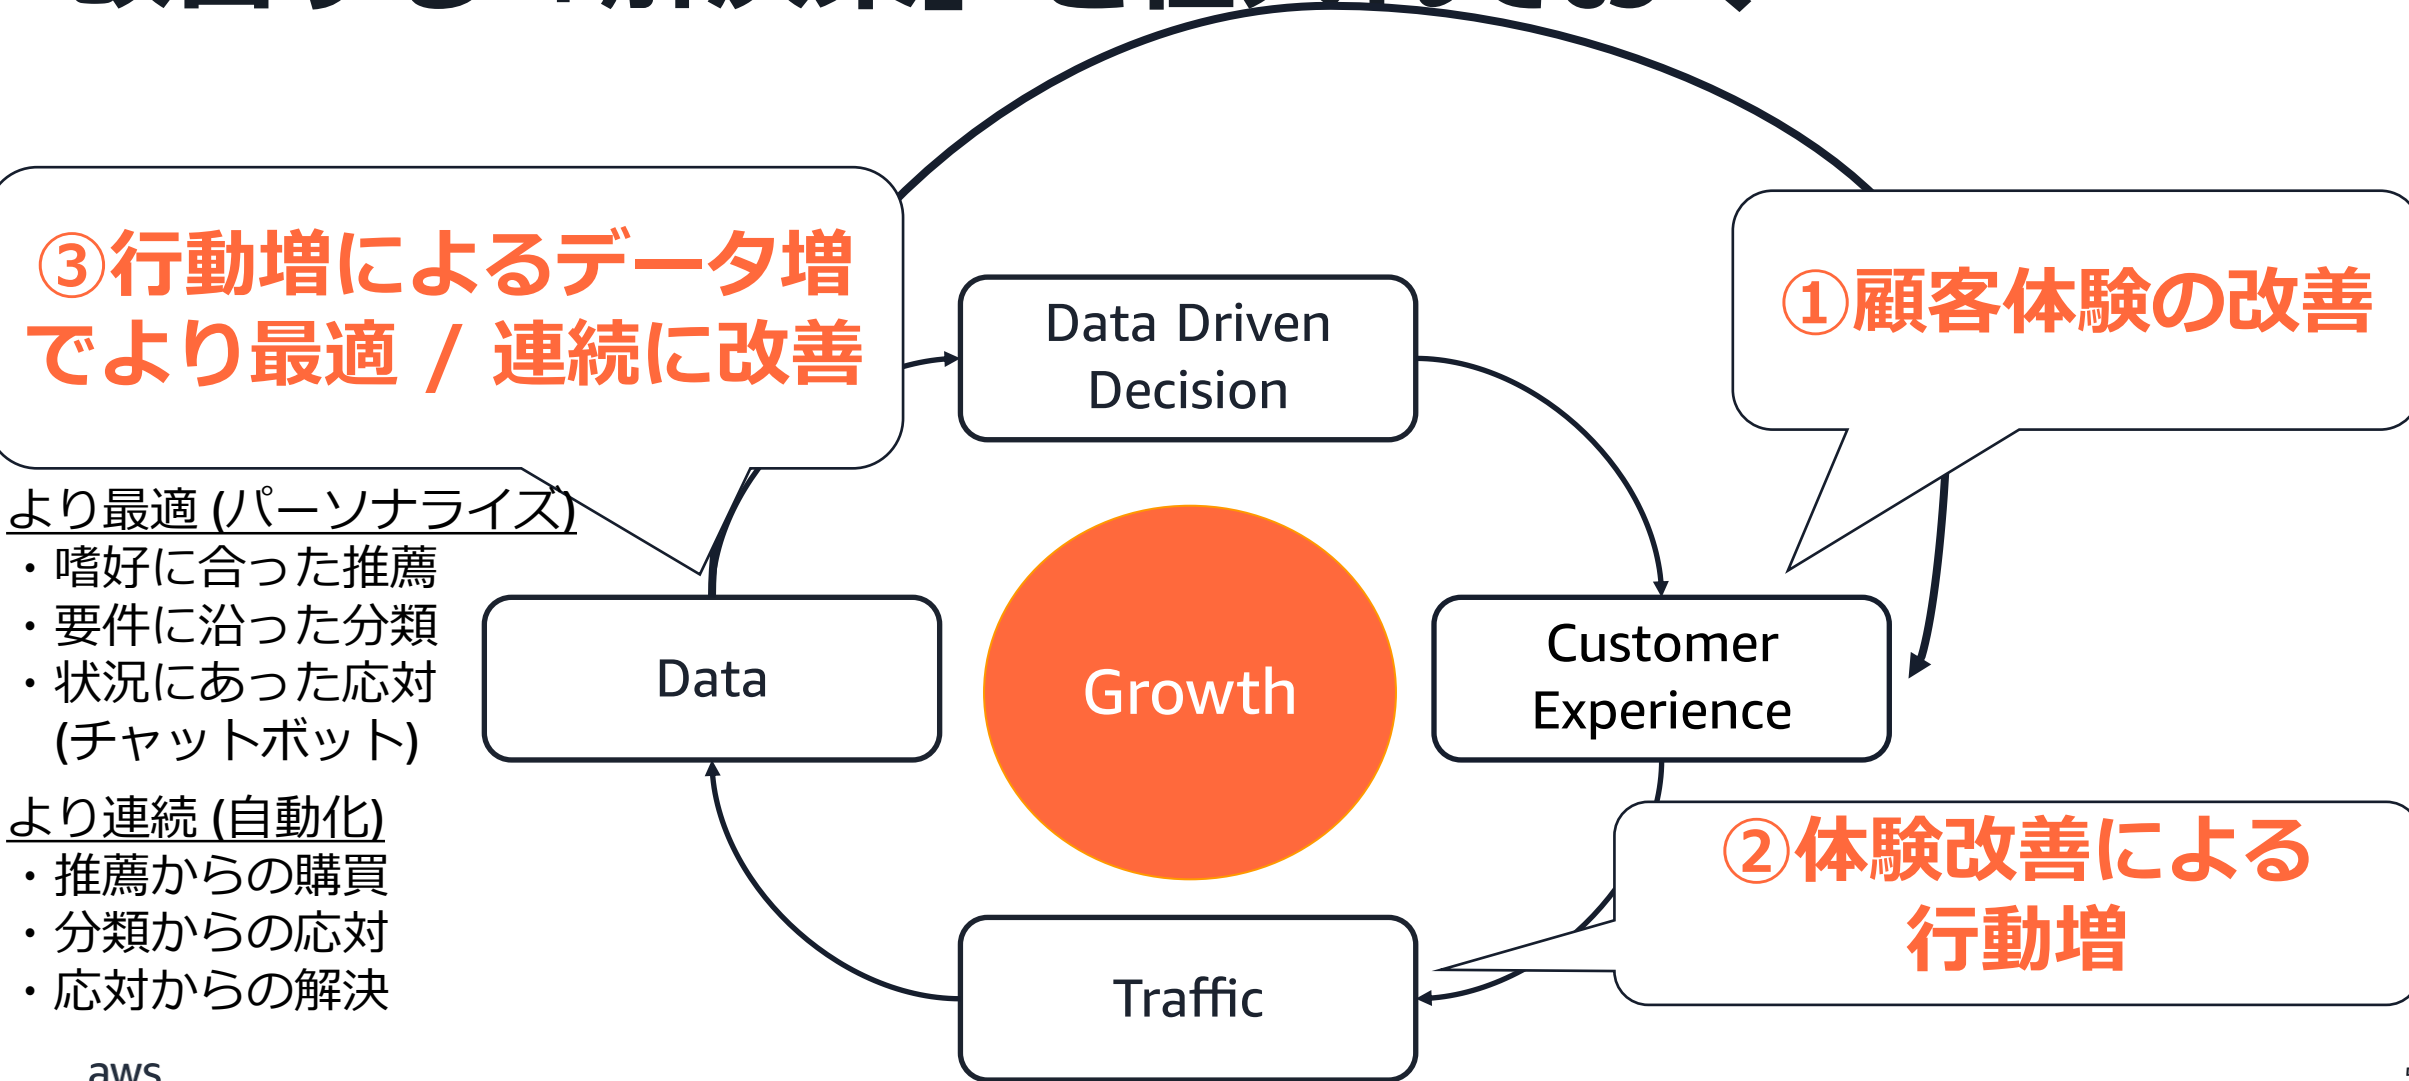 ③行動増によるデータ増
でより最適 / 連続に改善
①顧客体験の改善
Data Driven
Decision
より最適 (パーソナライズ)
・嗜好に合った推薦
・要件に沿った分類
・状況にあった応対
(チャットボット)
Data
Growth
Customer
Experience
より連続 (自動化)
・推薦からの購買
・分類からの応対
・応対からの解決
②体験改善による
行動増
Traffic
aws